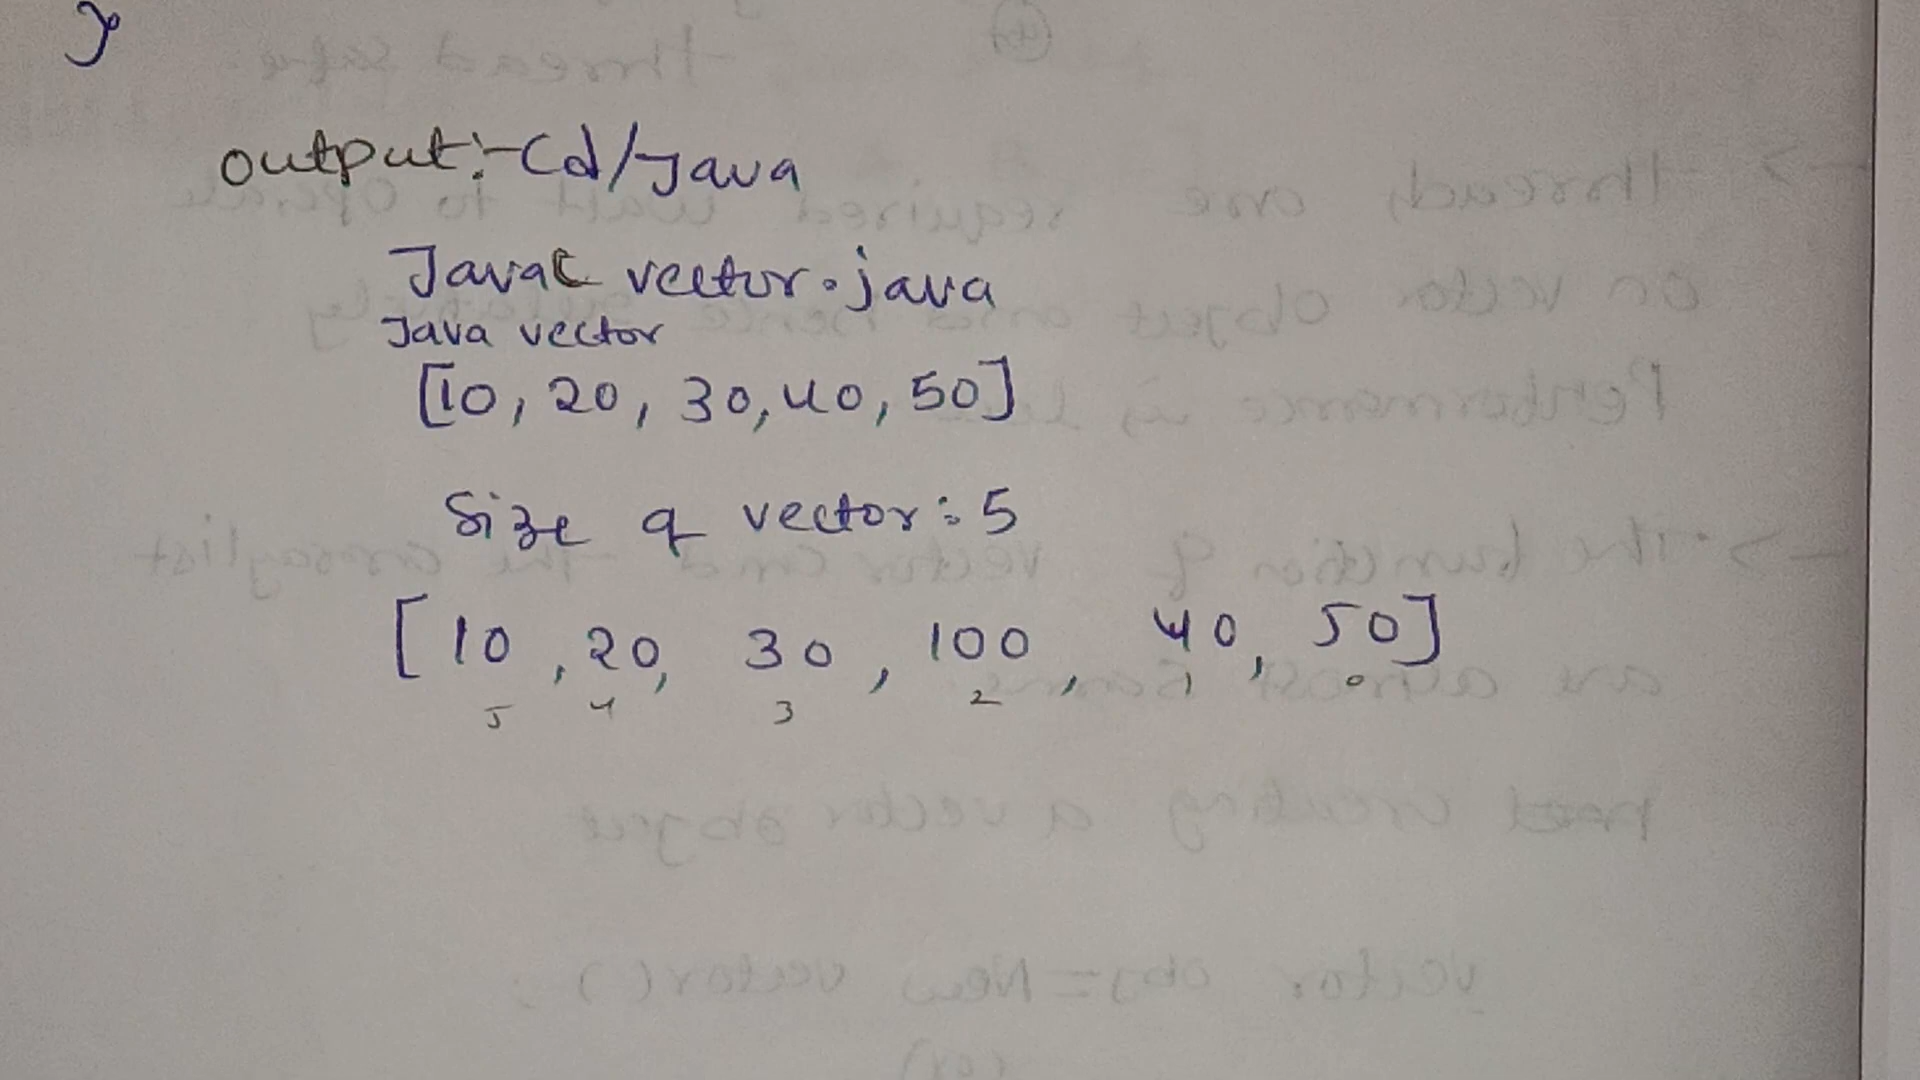 }
output:- Cd/Java
Javac vector.java
Java vector
[10, 20, 30, 40, 50]
Size of vector: 5
[10, 20, 30, 100, 40, 50]
5 4 3 2 1 0